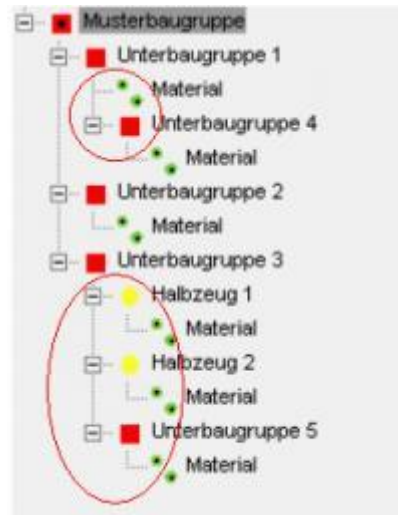 Musterbaugruppe
Unterbaugruppe 1
Material
Unterbaugruppe 4
Material
Unterbaugruppe 2
Material
Unterbaugruppe 3
Halbzeug 1
Material
Halbzeug 2
Material
Unterbaugruppe 5
Material